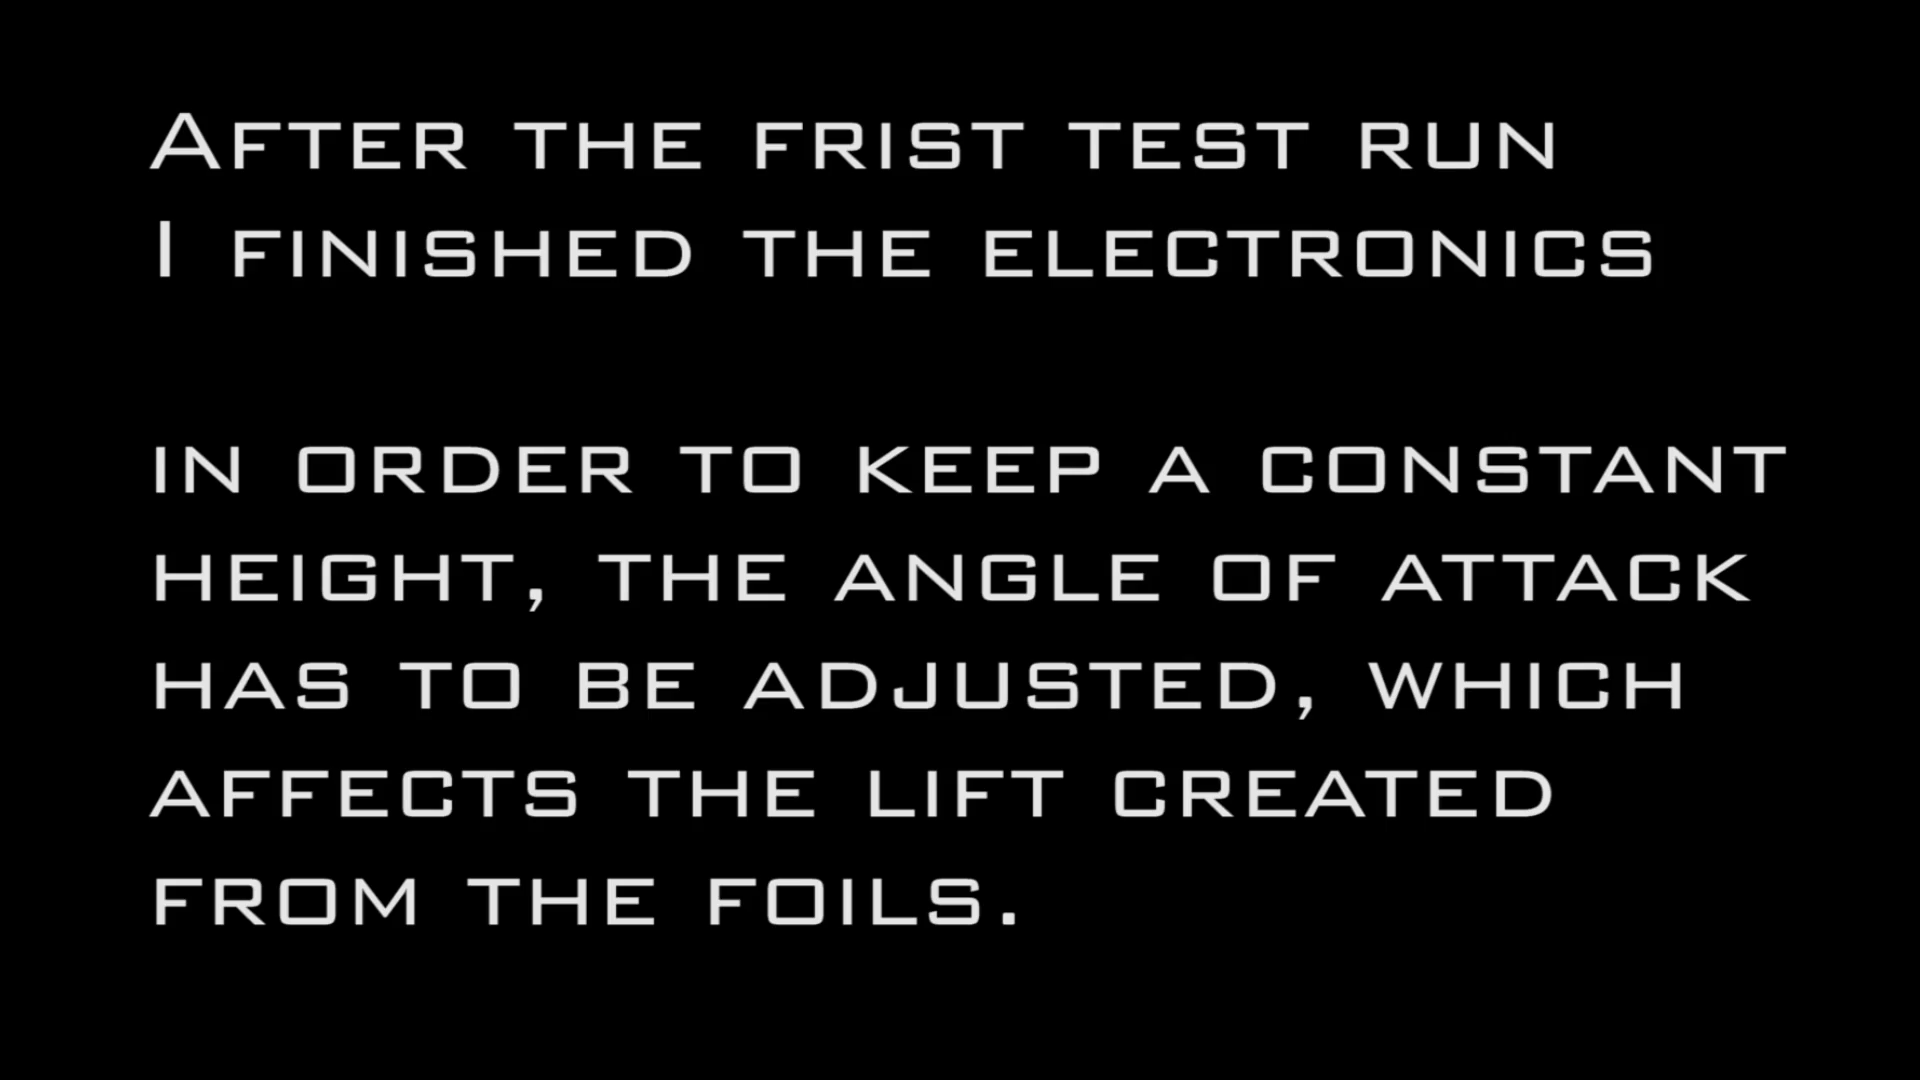 After the frist test run
I finished the electronics
in order to keep a constant
height, the angle of attack
has to be adjusted, which
affects the lift created
from the foils.